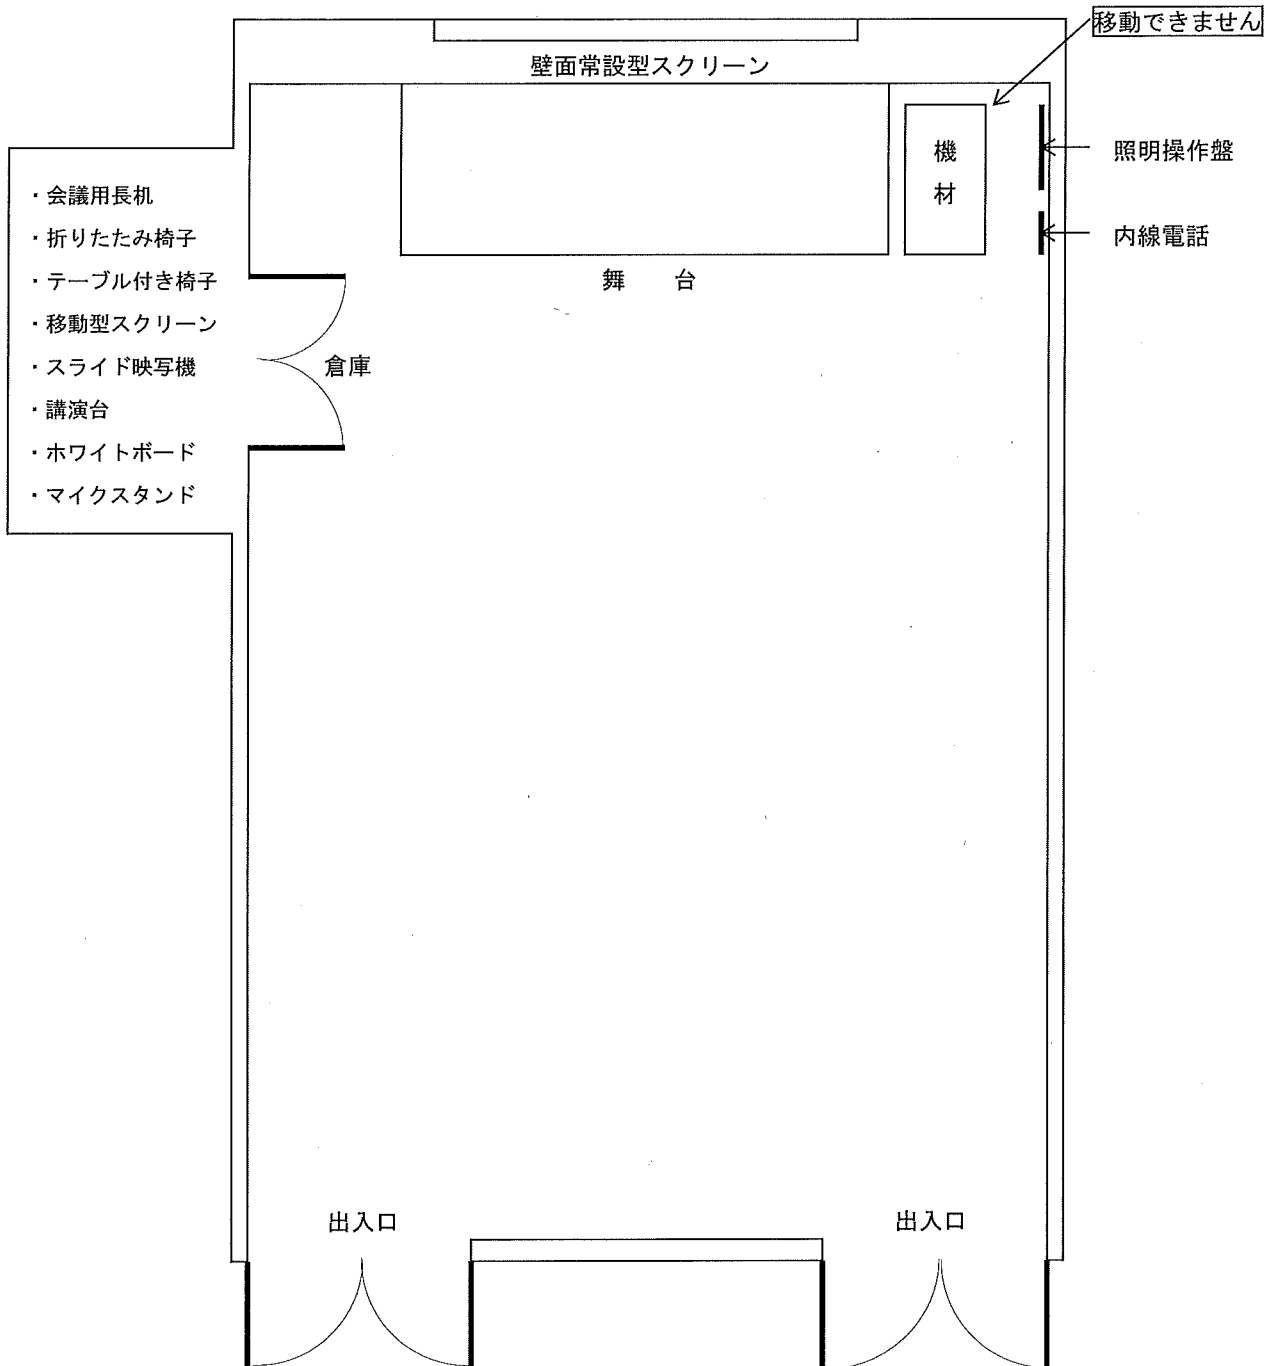 移動できません
壁面常設型スクリーン
機
材
照明操作盤
内線電話
舞　台
・会議用長机
・折りたたみ椅子
・テーブル付き椅子
・移動型スクリーン
・スライド映写機
・講演台
・ホワイトボード
・マイクスタンド
倉庫
出入口
出入口